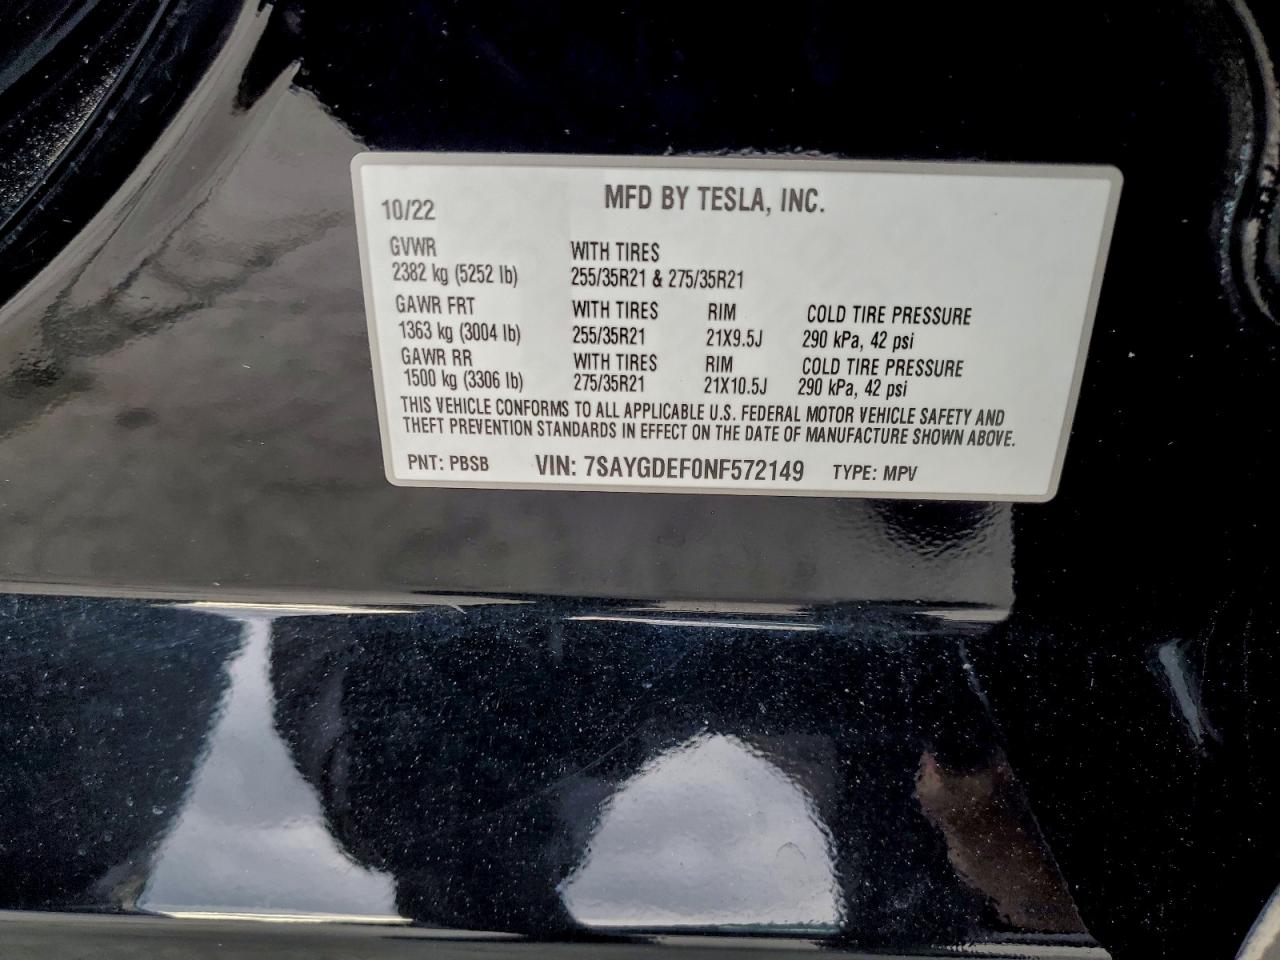 MFD BY TESLA, INC.
10/22
GVWR WITH TIRES
2382 kg (5252 lb) 255/35R21 & 275/35R21
GAWR FRT WITH TIRES RIM COLD TIRE PRESSURE
1363 kg (3004 lb) 255/35R21 21X9.5J 290 kPa, 42 psi
GAWR RR WITH TIRES RIM COLD TIRE PRESSURE
1500 kg (3306 lb) 275/35R21 21X10.5J 290 kPa, 42 psi
THIS VEHICLE CONFORMS TO ALL APPLICABLE U.S. FEDERAL MOTOR VEHICLE SAFETY AND
THEFT PREVENTION STANDARDS IN EFFECT ON THE DATE OF MANUFACTURE SHOWN ABOVE.
PNT: PBSB VIN: 7SAYGDEF0NF572149 TYPE: MPV